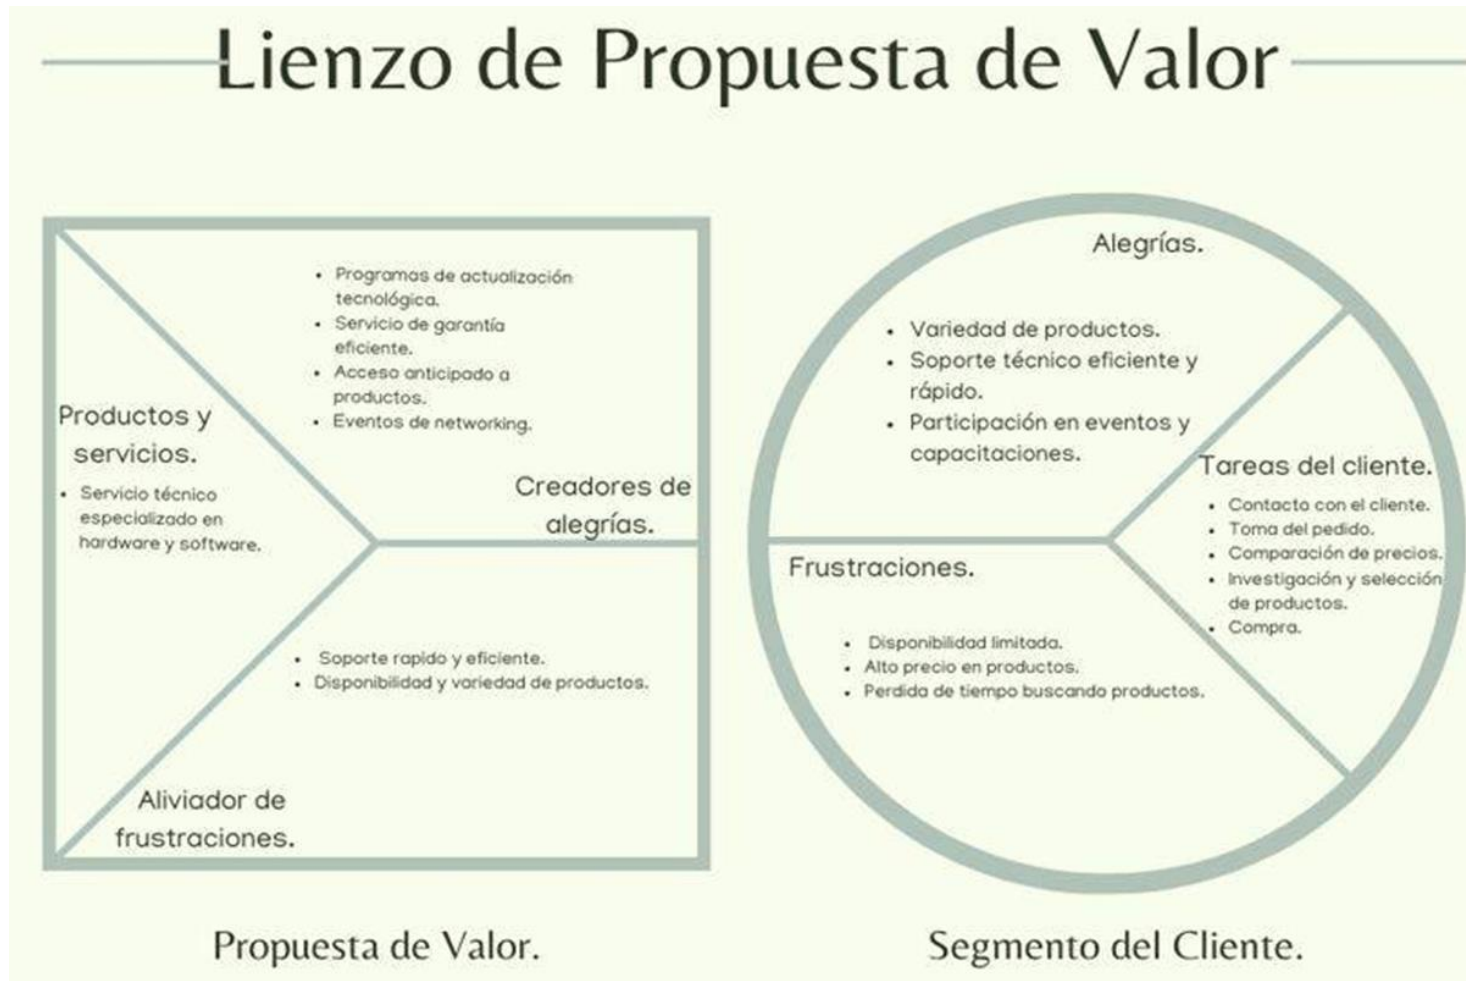 Lienzo de Propuesta de Valor
• Programas de actualización
tecnológica.
• Servicio de garantía
eficiente.
• Acceso anticipado a
productos.
• Eventos de networking.
Creadores de
alegrías.
Productos y
servicios.
• Servicio técnico
especializado en
hardware y software.
• Soporte rapido y eficiente.
• Disponibilidad y variedad de productos.
Aliviador de
frustraciones.
Propuesta de Valor.
Alegrías.
• Variedad de productos.
• Soporte técnico eficiente y
rápido.
• Participación en eventos y
capacitaciones.
Tareas del cliente.
• Contacto con el cliente.
• Toma del pedido.
• Comparación de precios.
• Investigación y selección
de productos.
• Compra.
Frustraciones.
• Disponibilidad limitada.
• Alto precio en productos.
• Perdida de tiempo buscando productos.
Segmento del Cliente.